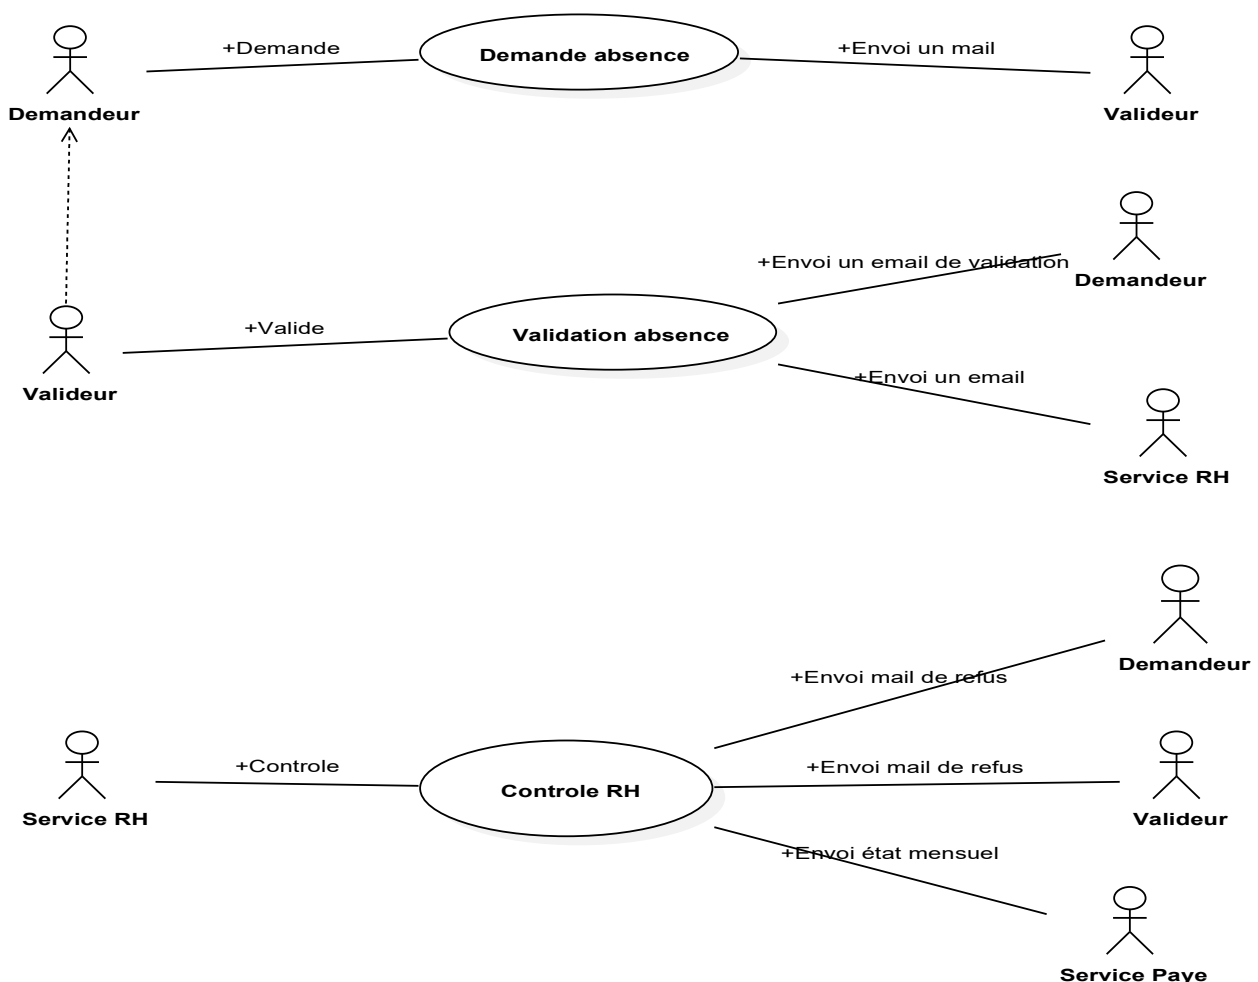 +Demande
Demande absence
+Envoi un mail
Demandeur
Valideur
+Envoi un email de validation
Demandeur
+Valide
Validation absence
+Envoi un email
Valideur
Service RH
Demandeur
+Envoi mail de refus
+Controle
Controle RH
+Envoi mail de refus
Service RH
Valideur
+Envoi état mensuel
Service Paye